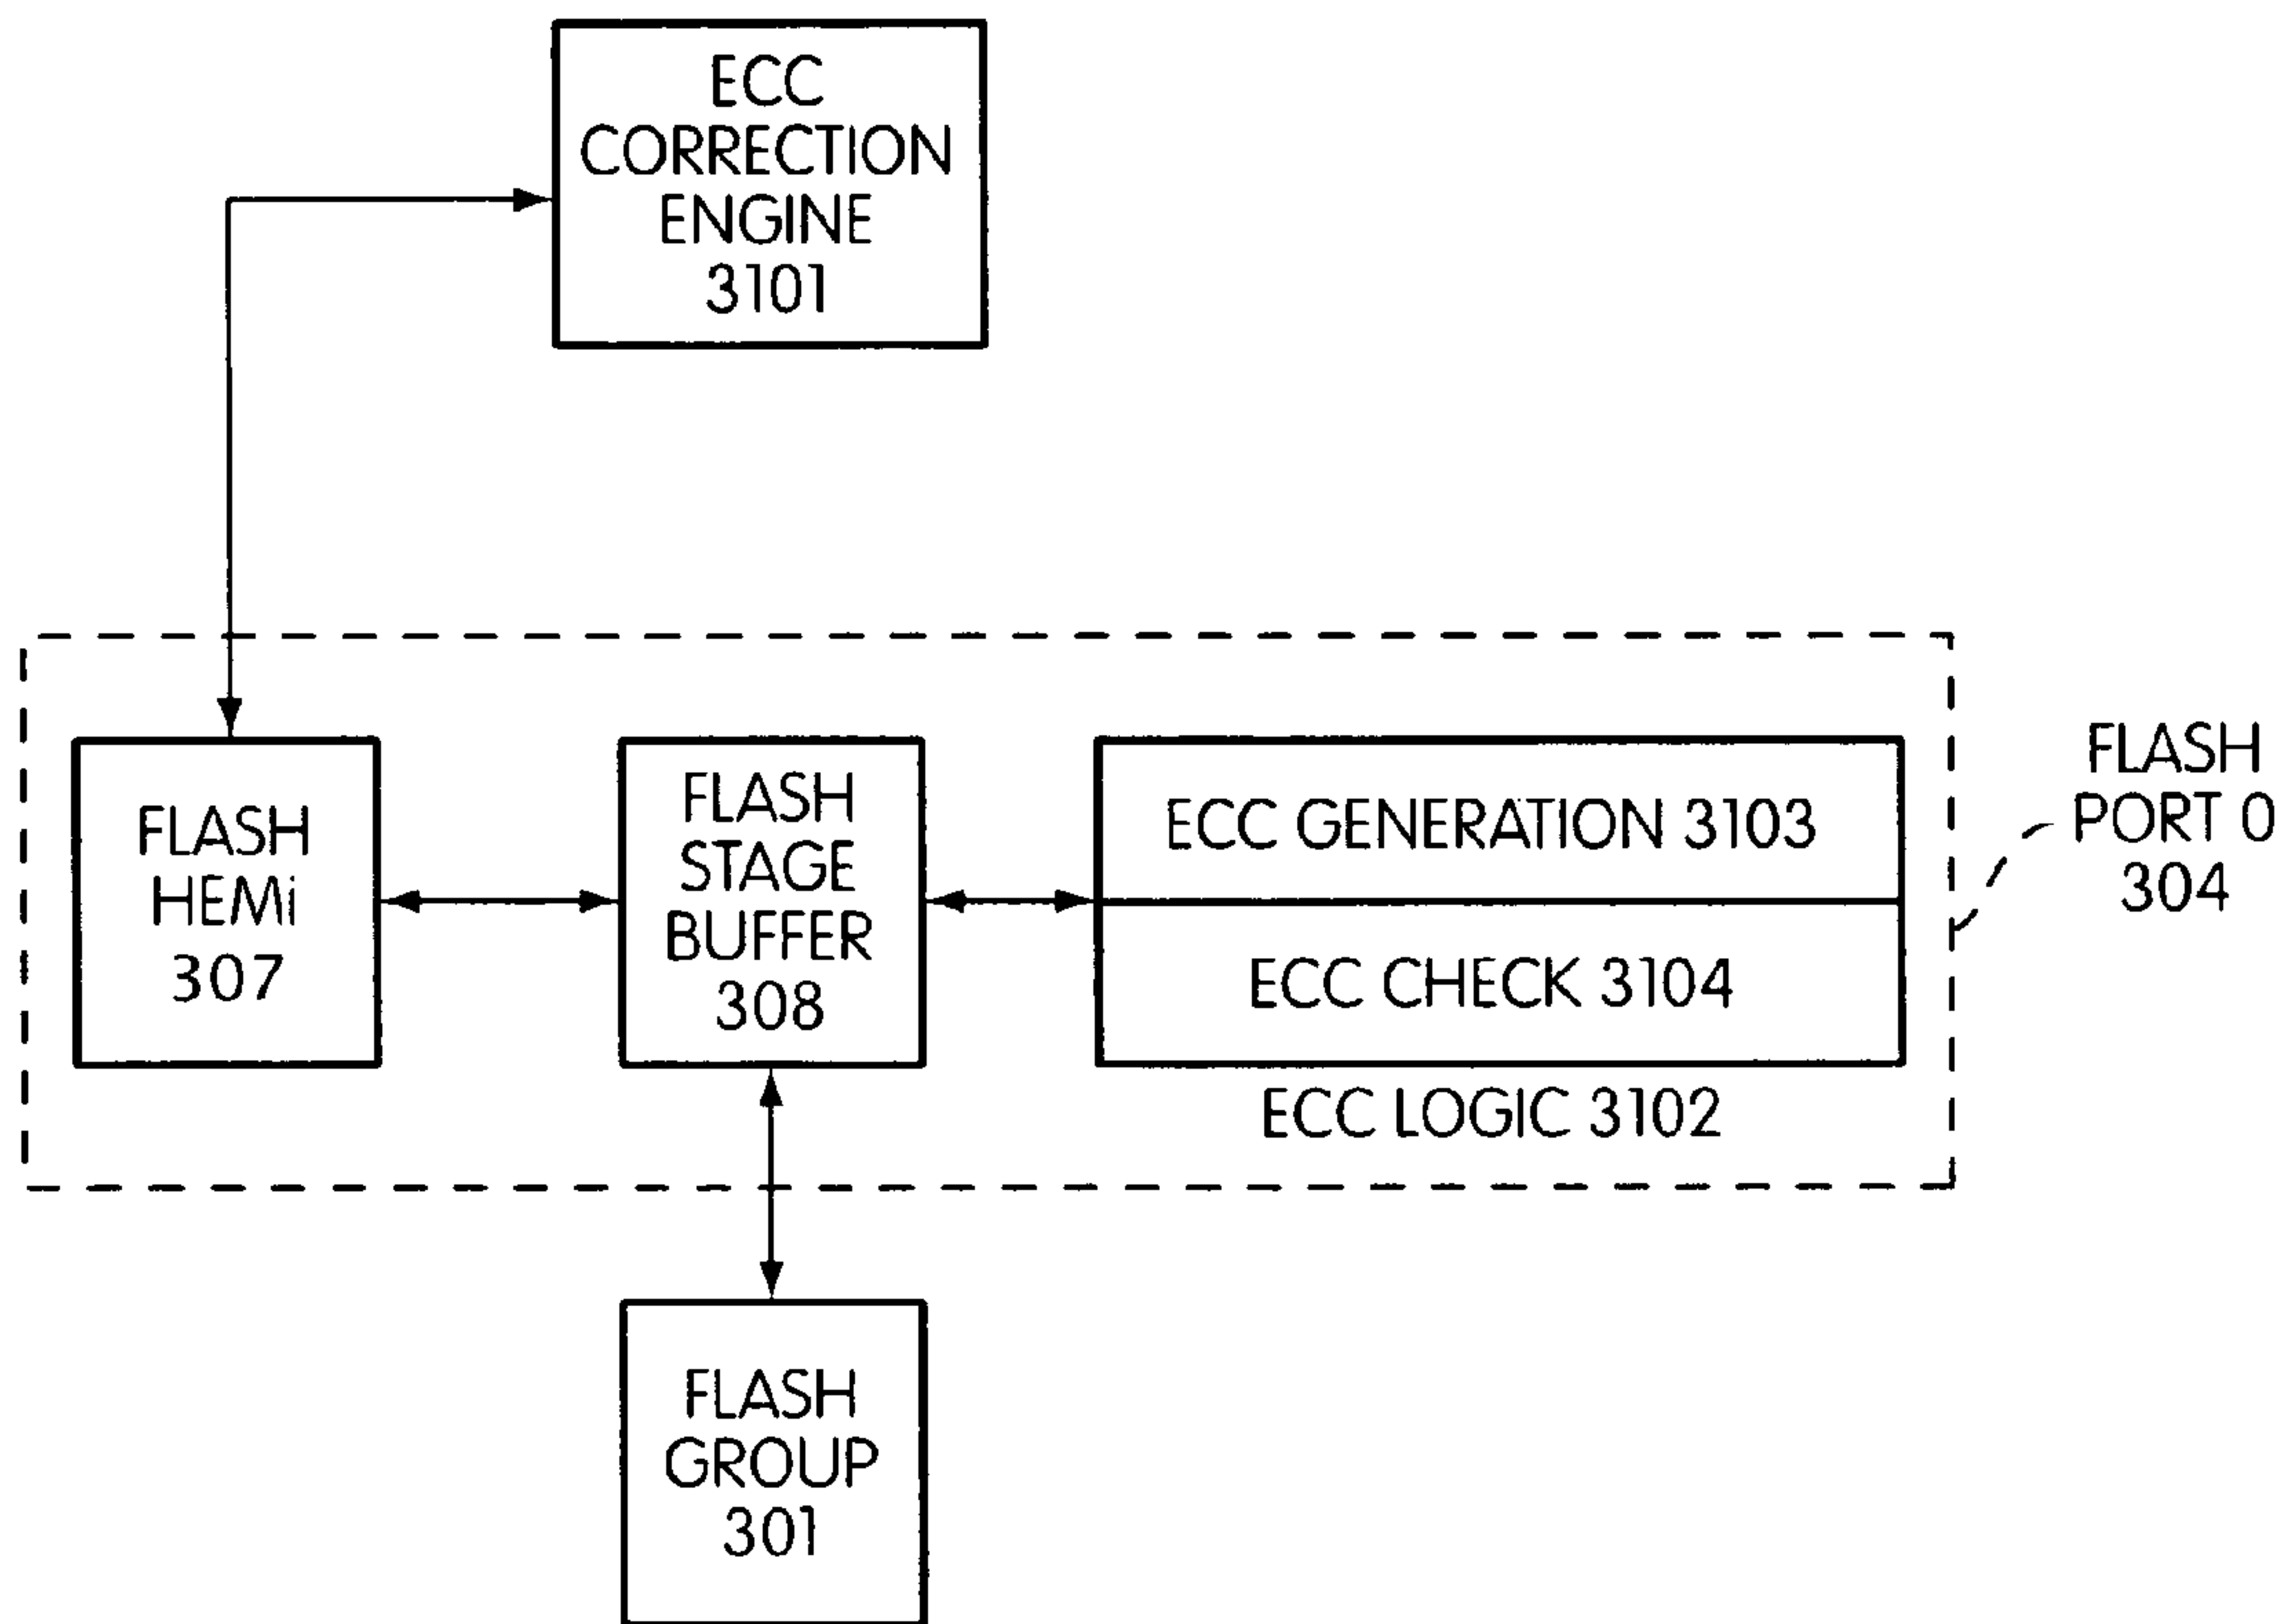 ECC
CORRECTION
ENGINE
3101
FLASH
HEMi
307
FLASH
STAGE
BUFFER
308
ECC GENERATION 3103
ECC CHECK 3104
ECC LOGIC 3102
FLASH
PORT 0
304
FLASH
GROUP
301